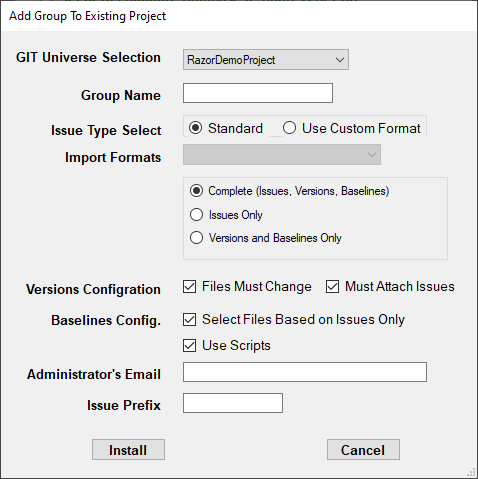 Add Group To Existing Project
GIT Universe Selection RazorDemoProject
Group Name
Issue Type Select Standard Use Custom Format
Import Formats
Complete (Issues, Versions, Baselines)
Issues Only
Versions and Baselines Only
Versions Configration Files Must Change Must Attach Issues
Baselines Config. Select Files Based on Issues Only
Use Scripts
Administrator's Email
Issue Prefix
Install Cancel